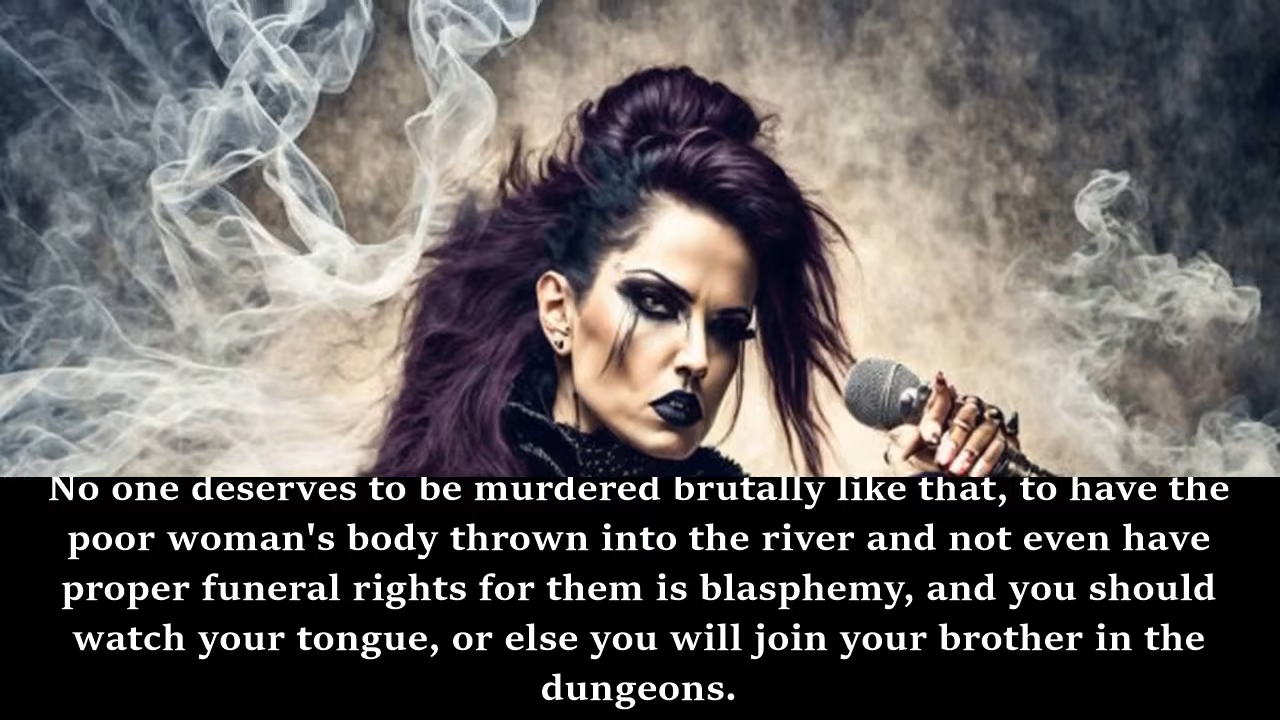 No one deserves to be murdered brutally like that, to have the
poor woman's body thrown into the river and not even have
proper funeral rights for them is blasphemy, and you should
watch your tongue, or else you will join your brother in the
dungeons.